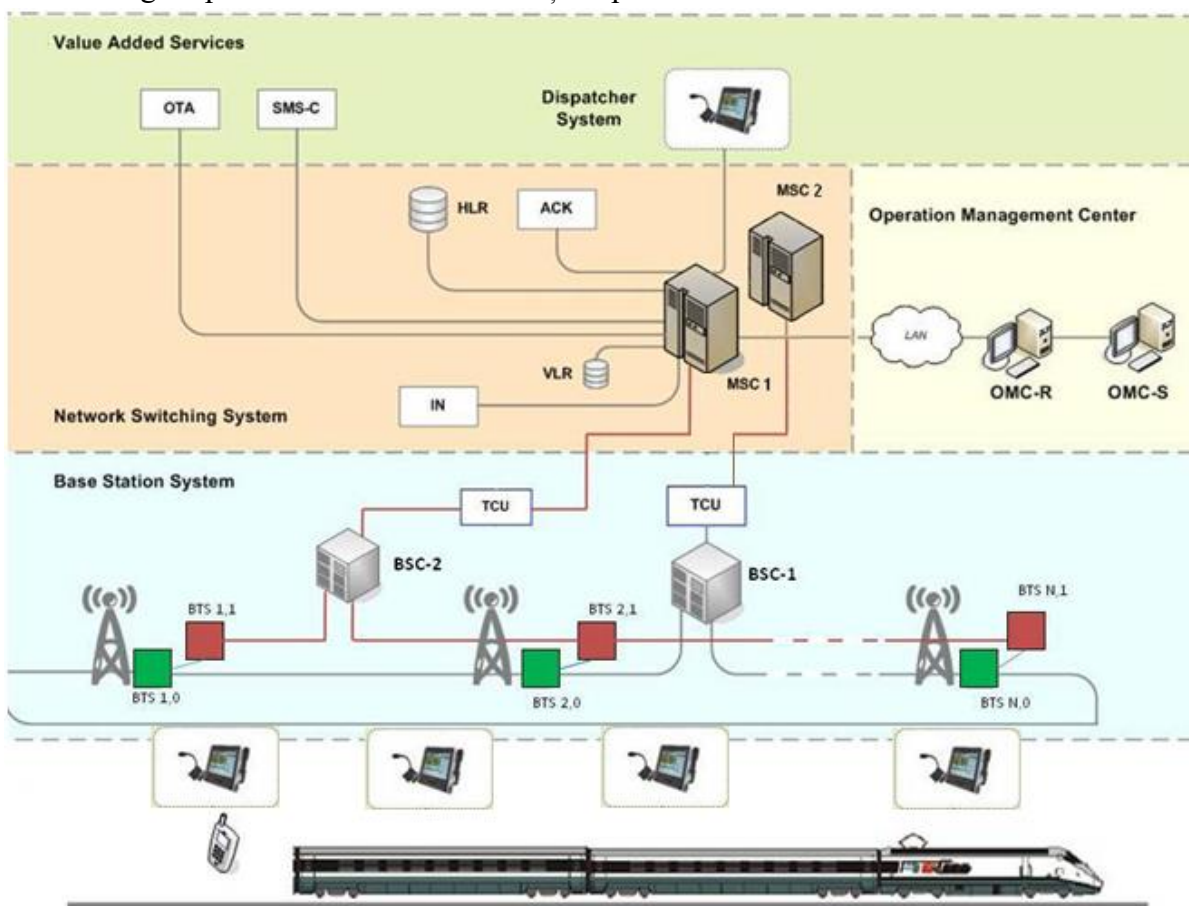 Value Added Services
OTA
SMS-C
Dispatcher
System
HLR
ACK
MSC 2
Operation Management Center
LAN
VLR
MSC 1
OMC-R
OMC-S
IN
Network Switching System
Base Station System
TCU
TCU
BSC-2
BSC-1
BTS 1,1
BTS 2,1
BTS N,1
BTS 1,0
BTS 2,0
BTS N,0